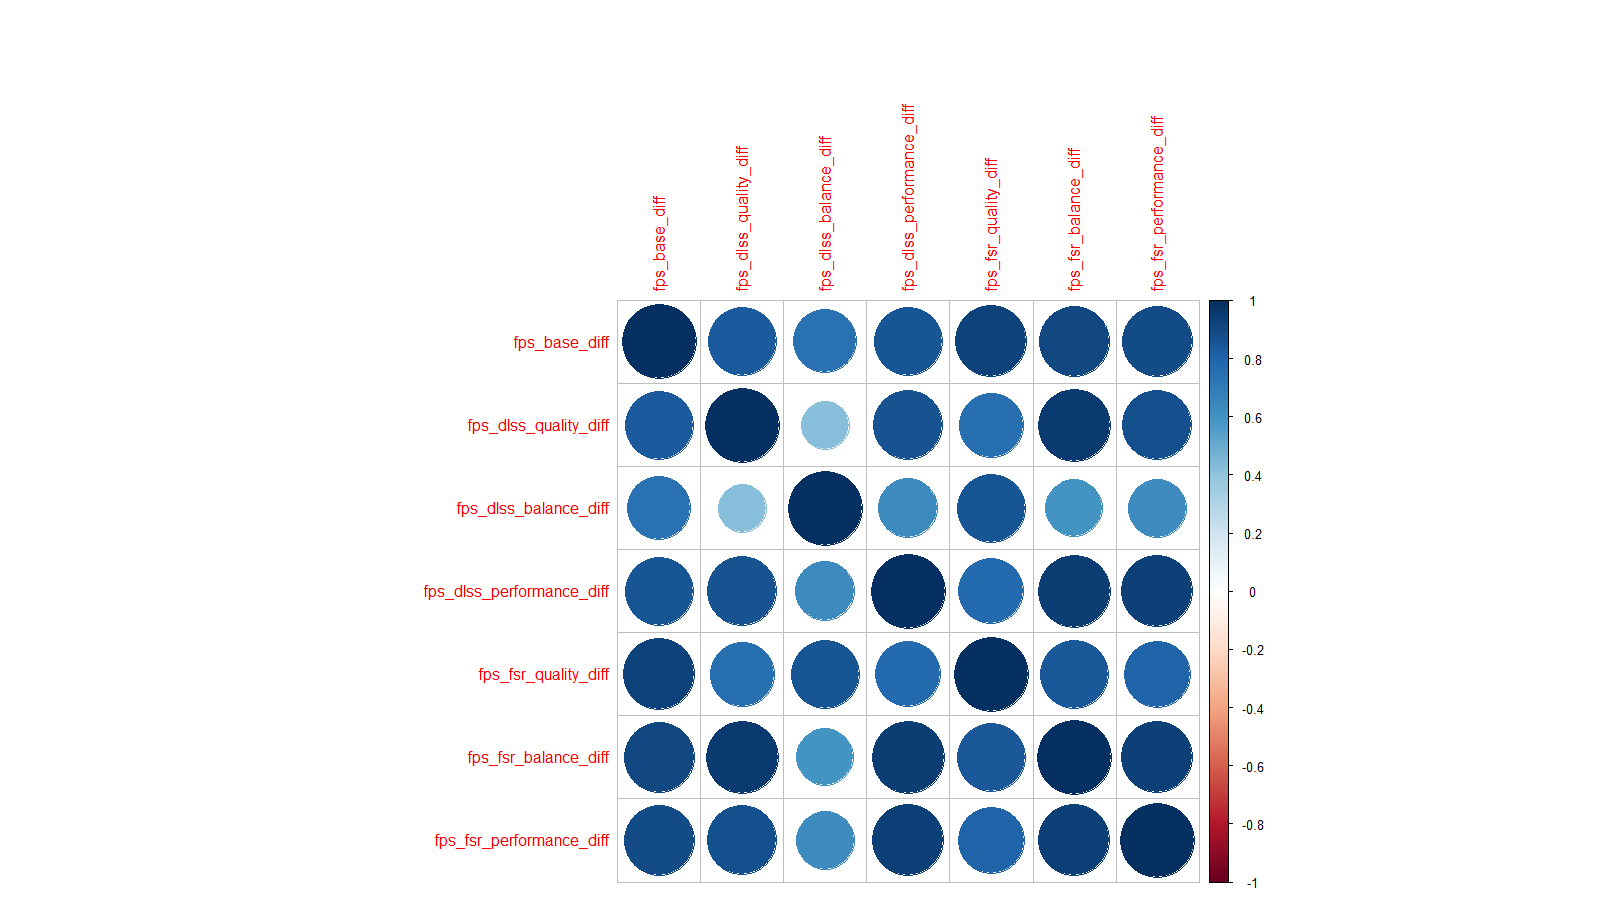 fps_base_diff
fps_dlss_quality_diff
fps_dlss_balance_diff
fps_dlss_performance_diff
fps_fsr_quality_diff
fps_fsr_balance_diff
fps_fsr_performance_diff
fps_base_diff
fps_dlss_quality_diff
fps_dlss_balance_diff
fps_dlss_performance_diff
fps_fsr_quality_diff
fps_fsr_balance_diff
fps_fsr_performance_diff
1
0.8
0.6
0.4
0.2
0
-0.2
-0.4
-0.6
-0.8
-1